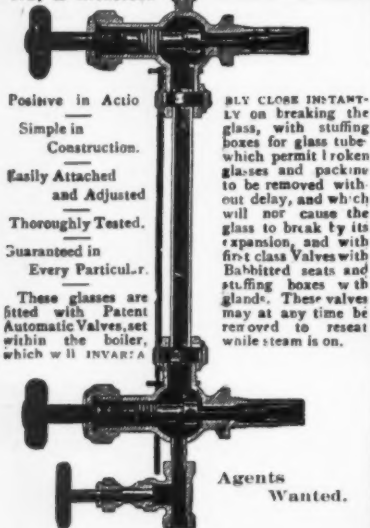 Positive in Actio
Simple in
Construction.
Easily Attached
and Adjusted
Thoroughly Tested.
Guaranteed in
Every Particular.
These glasses are
fitted with Patent
Automatic Valves, set
within the boiler,
which will INVARIA
BLY CLOSE INSTANT-
LY on breaking the
glass, with stuffing
boxes for glass tube
which permit broken
glasses and packing
to be removed with-
out delay, and which
will not cause the
glass to break by its
expansion, and with
first class Valves with
Babbitted seats and
stuffing boxes with
glands. These valves
may at any time be
removed to reseat
while steam is on.
Agents
Wanted.